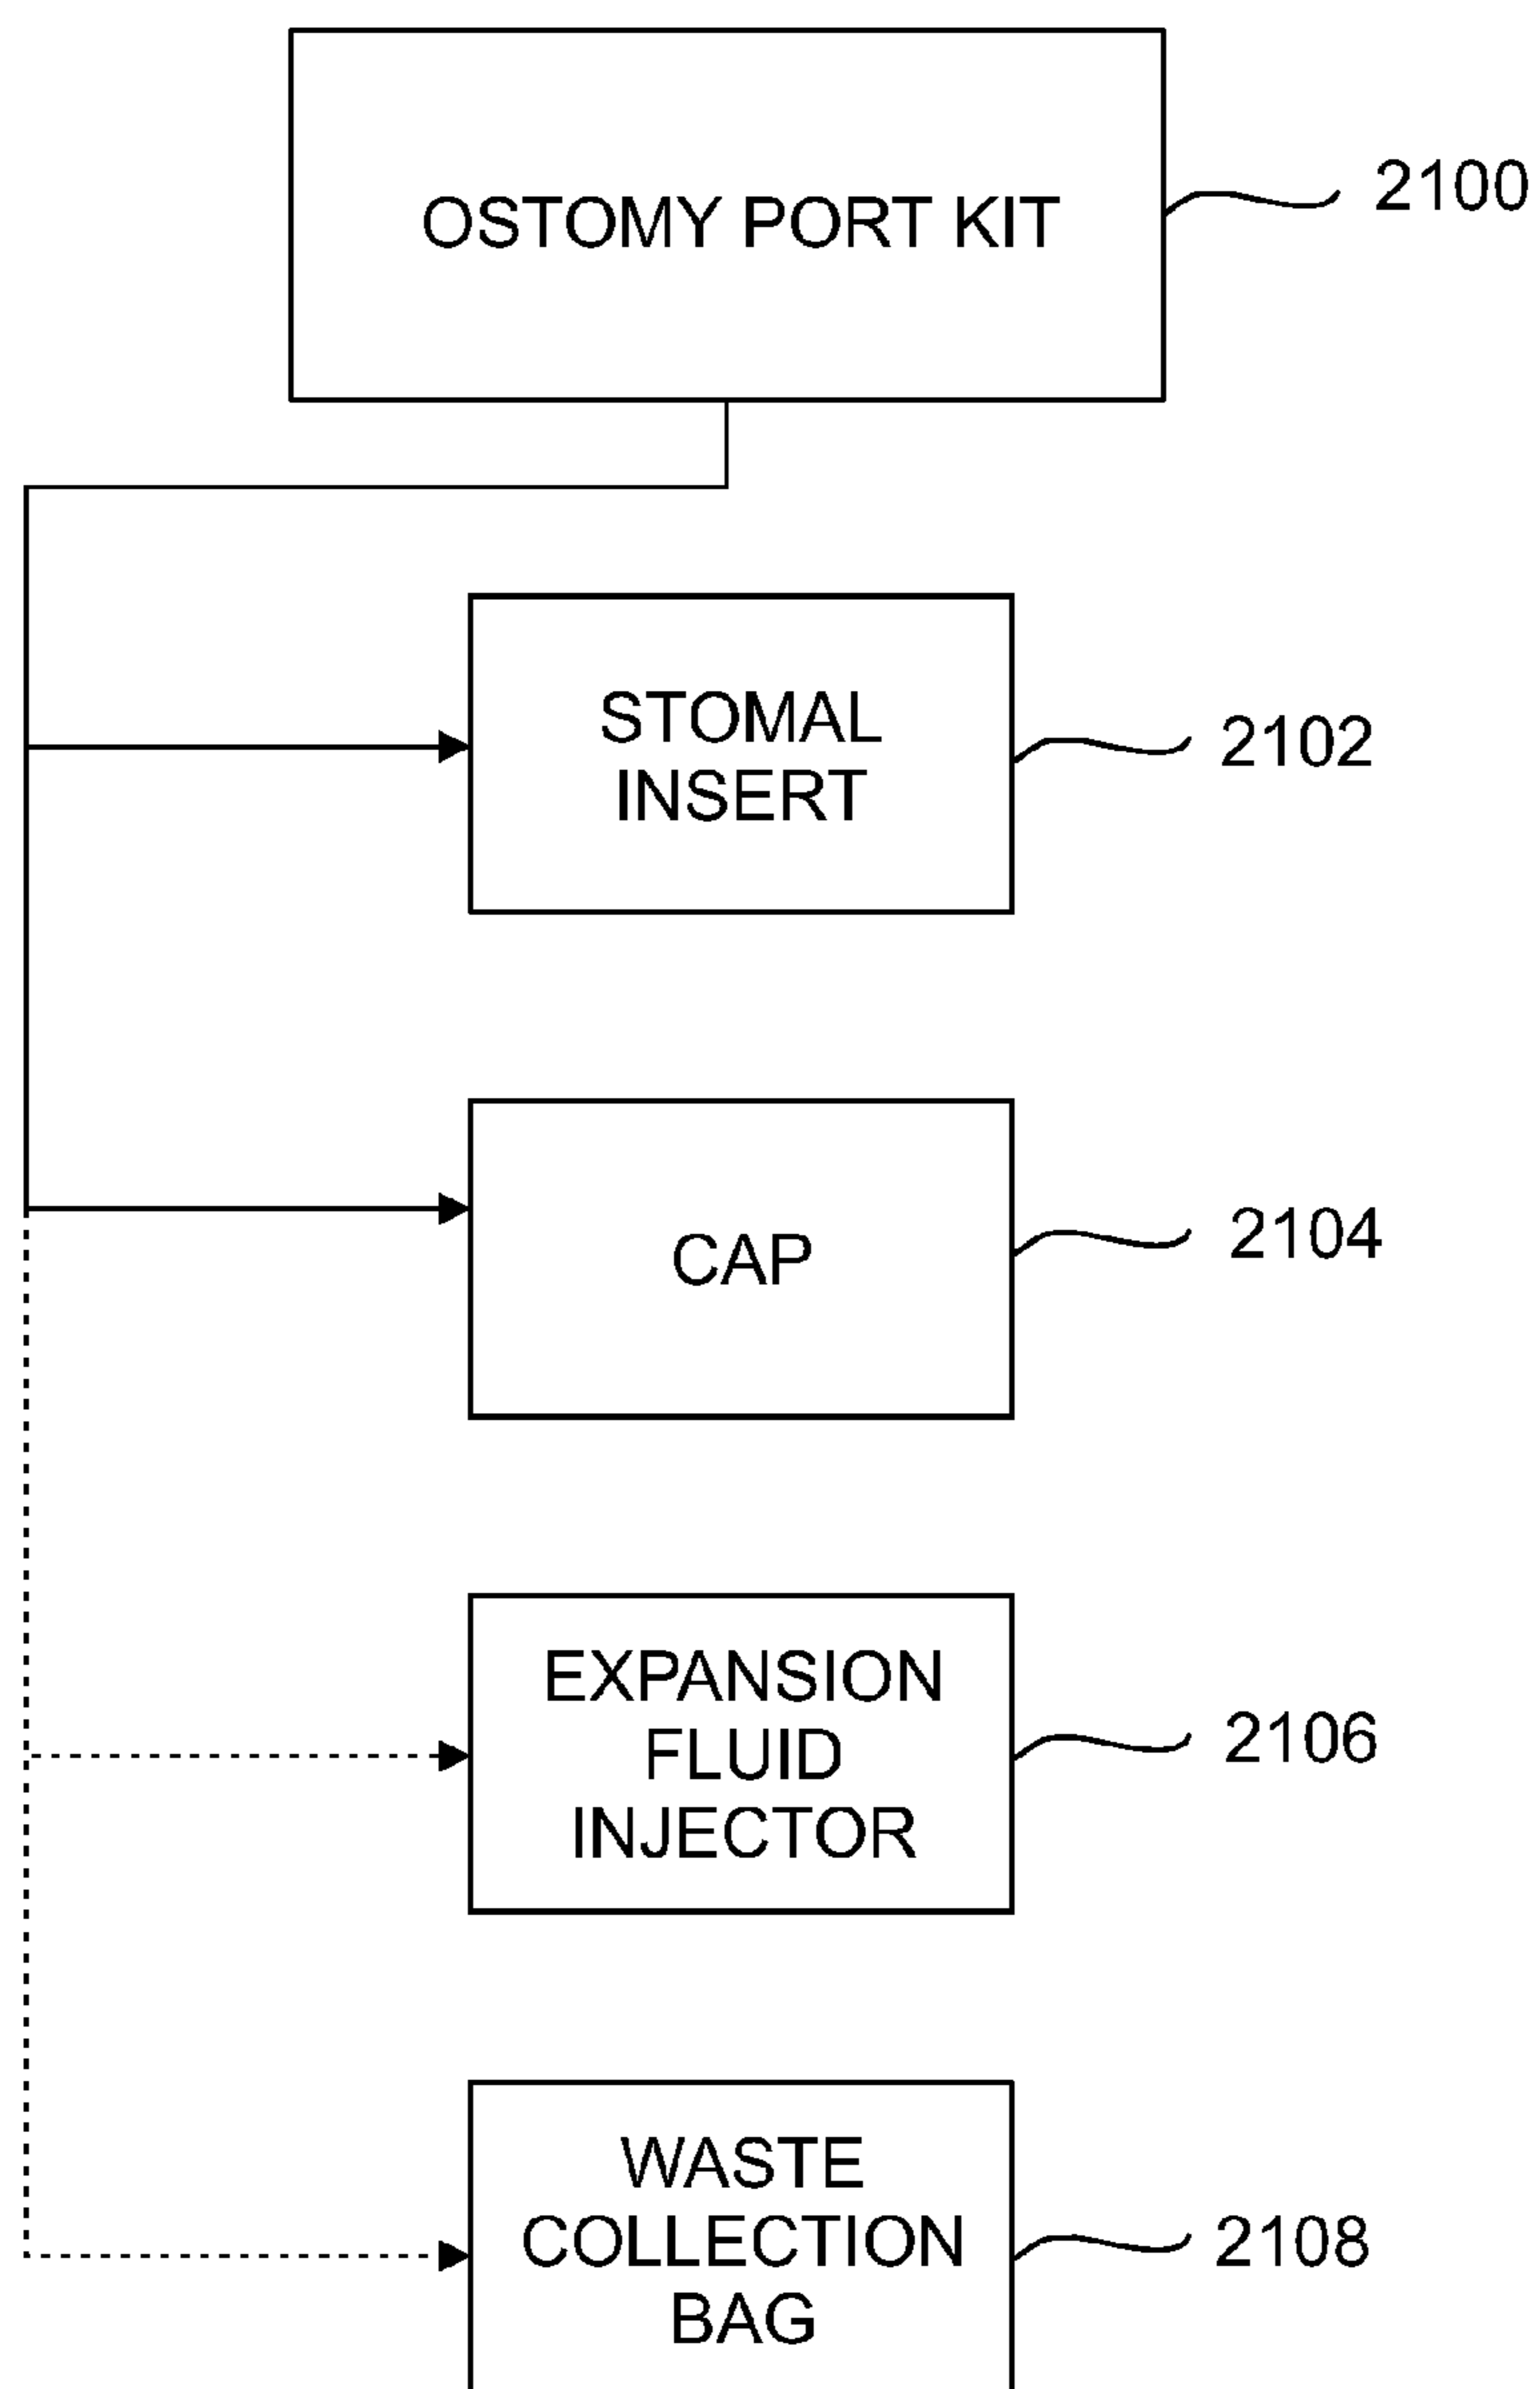 OSTOMY PORT KIT
2100
STOMAL
INSERT
2102
CAP
2104
EXPANSION
FLUID
INJECTOR
2106
WASTE
COLLECTION
BAG
2108